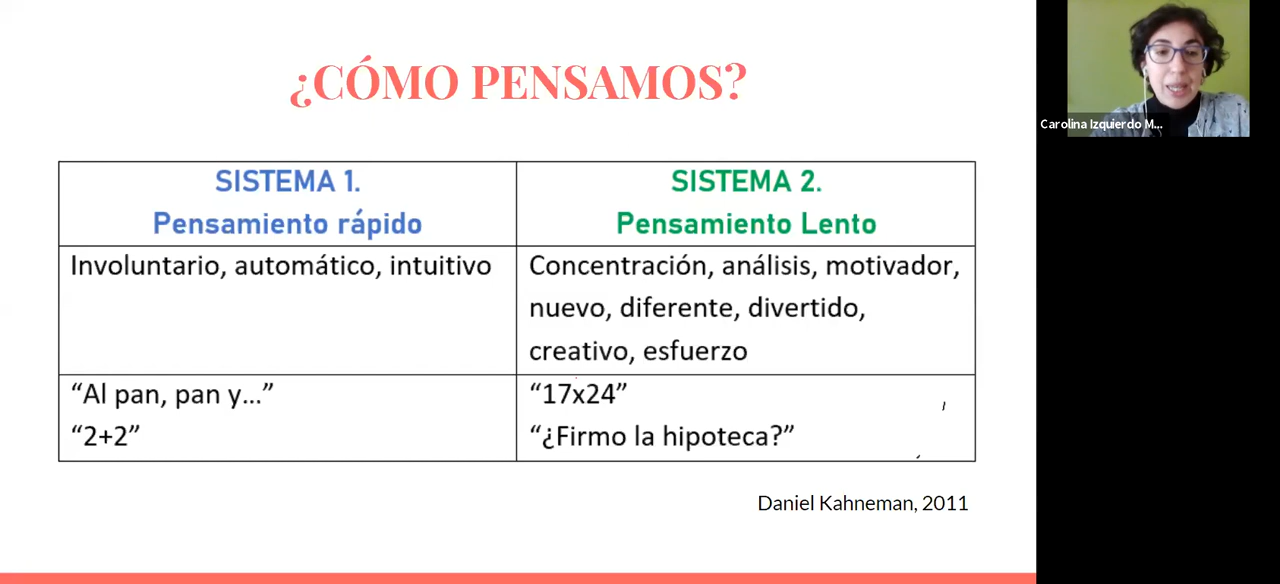 ¿CÓMO PENSAMOS?
SISTEMA 1.
Pensamiento rápido
SISTEMA 2.
Pensamiento Lento
Involuntario, automático, intuitivo
Concentración, análisis, motivador,
nuevo, diferente, divertido,
creativo, esfuerzo
“Al pan, pan y...”
“2+2”
“17x24”
“¿Firmo la hipoteca?”
Daniel Kahneman, 2011
Carolina Izquierdo M...